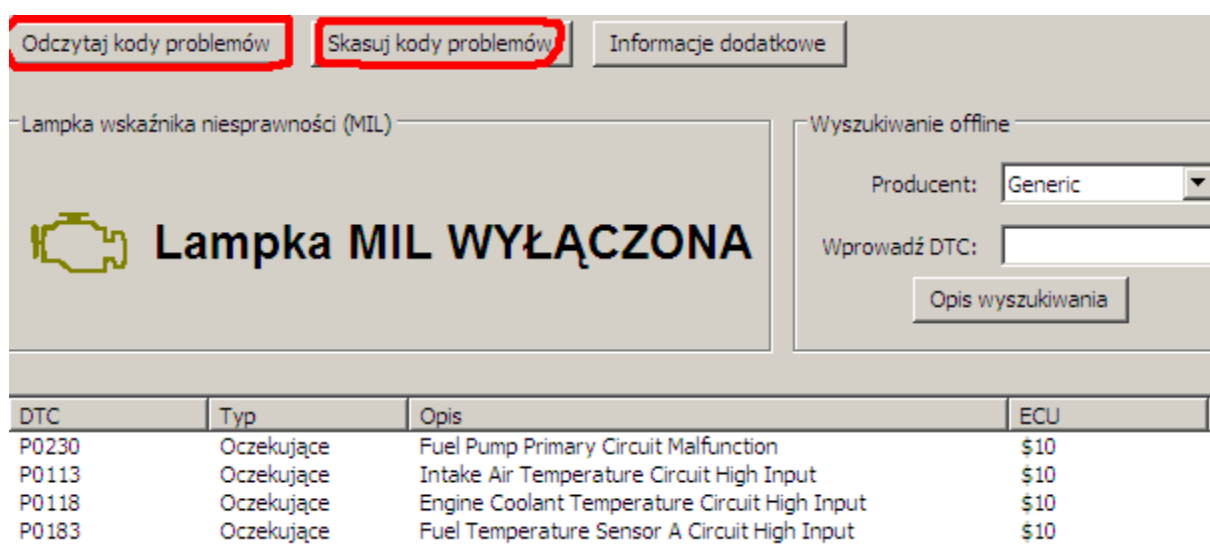 Odczytaj kody problemów Skasuj kody problemów Informacje dodatkowe
Lampka wskaźnika niesprawności (MIL) Wyszukiwanie offline
Producent: Generic
Lampka MIL WYŁĄCZONA
Wprowadź DTC:
Opis wyszukiwania
DTC Typ Opis ECU
P0230 Oczekujące Fuel Pump Primary Circuit Malfunction $10
P0113 Oczekujące Intake Air Temperature Circuit High Input $10
P0118 Oczekujące Engine Coolant Temperature Circuit High Input $10
P0183 Oczekujące Fuel Temperature Sensor A Circuit High Input $10